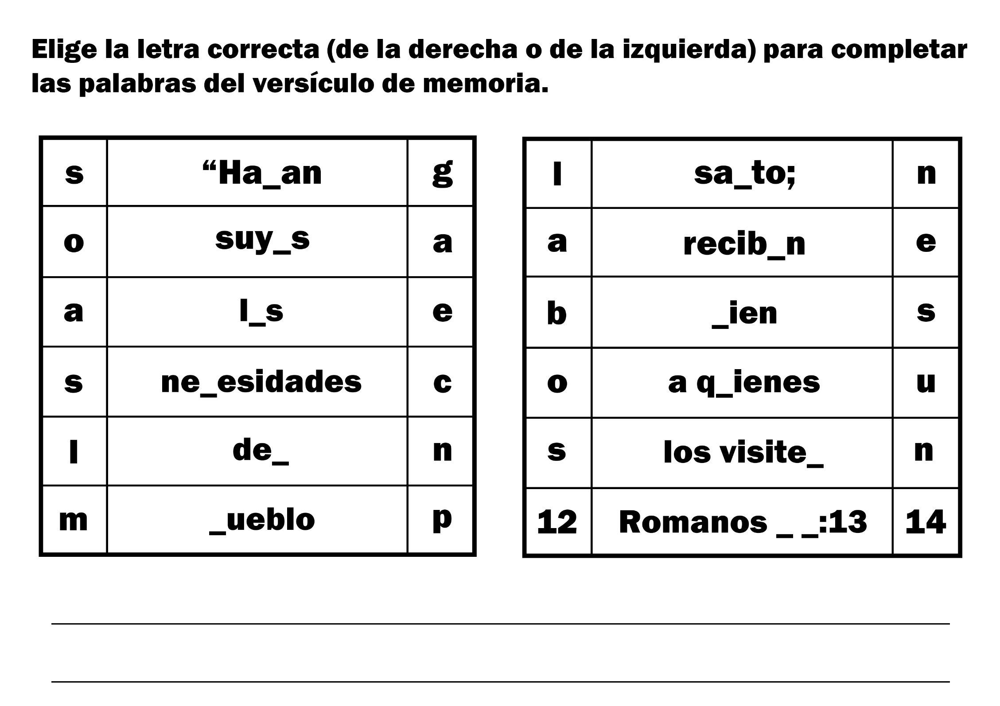 Elige la letra correcta (de la derecha o de la izquierda) para completar
las palabras del versículo de memoria.
s “Ha_an g
o suy_s a
a l_s e
s ne_esidades c
l de_ n
m _ueblo p
l sa_to; n
a recib_n e
b _ien s
o a q_ienes u
s los visite_ n
12 Romanos _ _:13 14